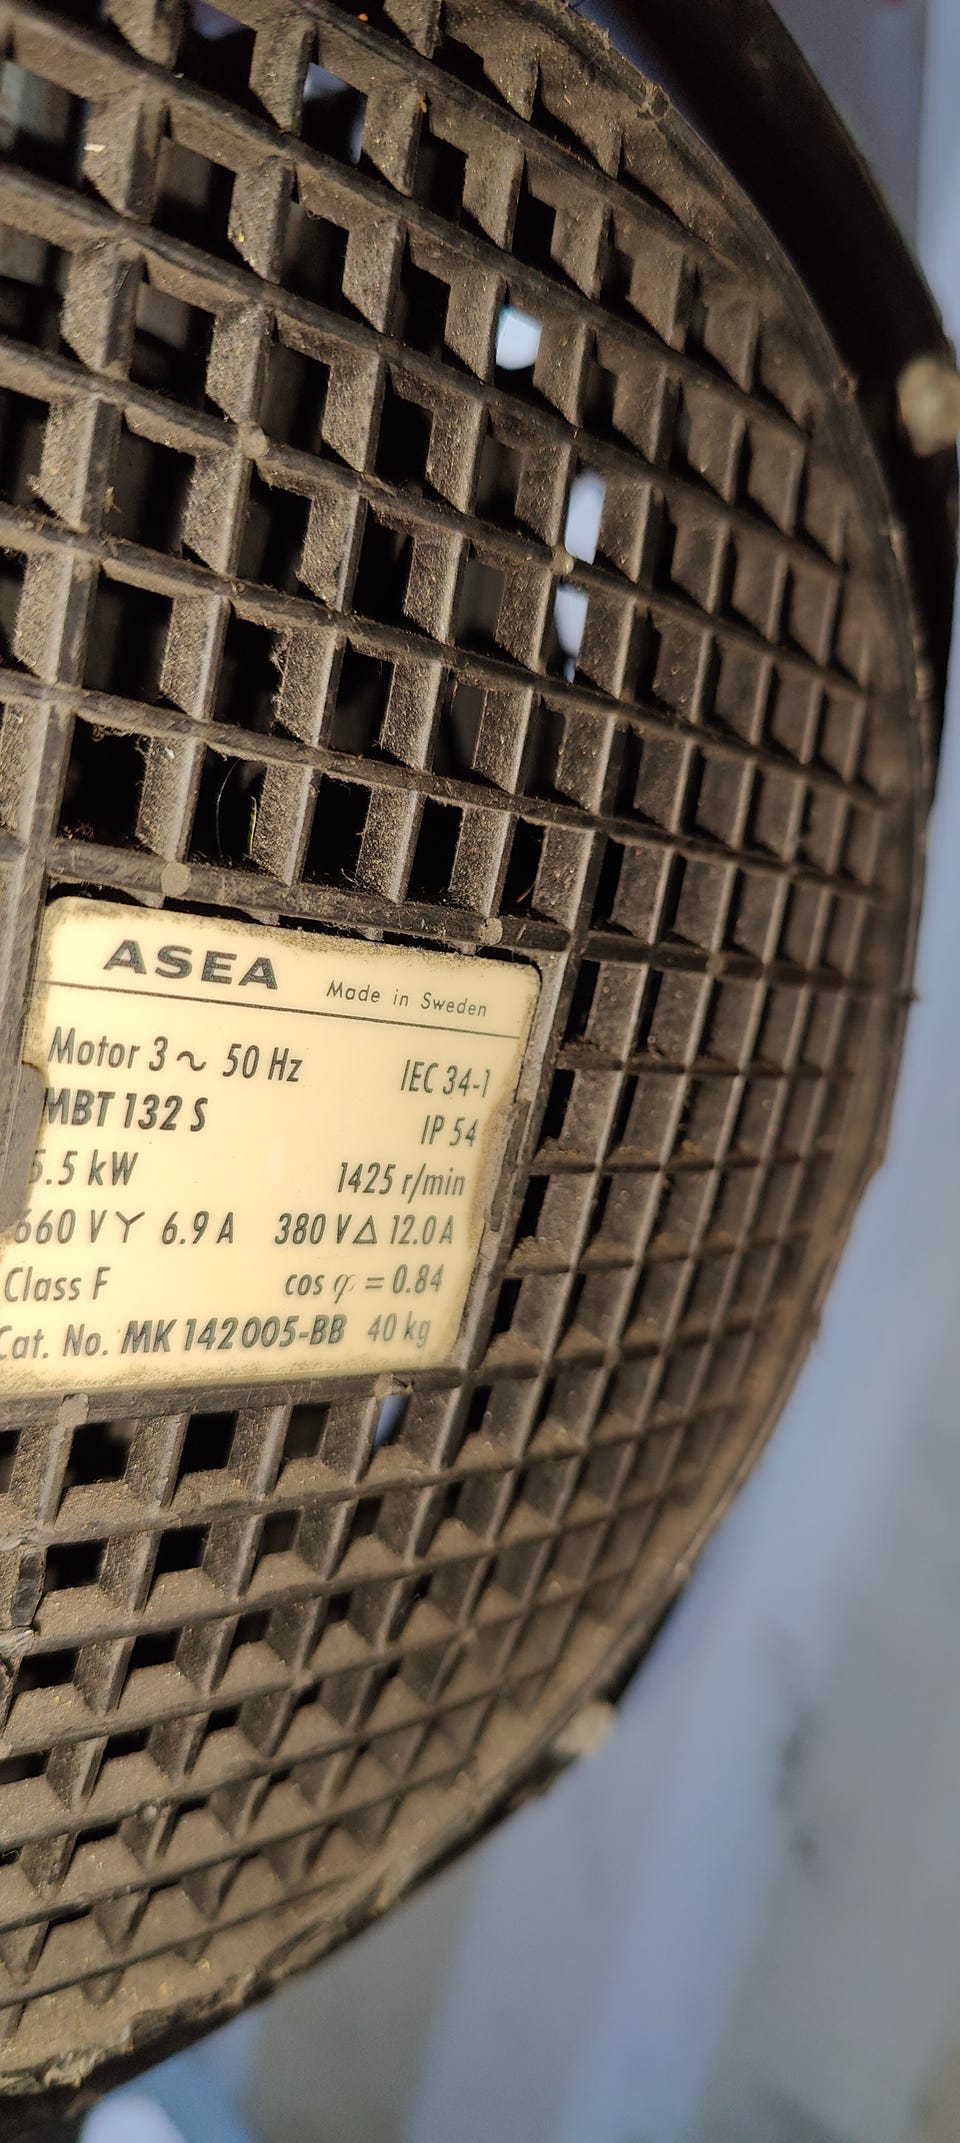 ASEA Made in Sweden
Motor 3 ~ 50 Hz IEC 34-1
MBT 132 S IP 54
5.5 kW 1425 r/min
660 V Y 6.9 A 380 V Δ 12.0 A
Class F cos φ = 0.84
Cat. No. MK 142005-BB 40 kg